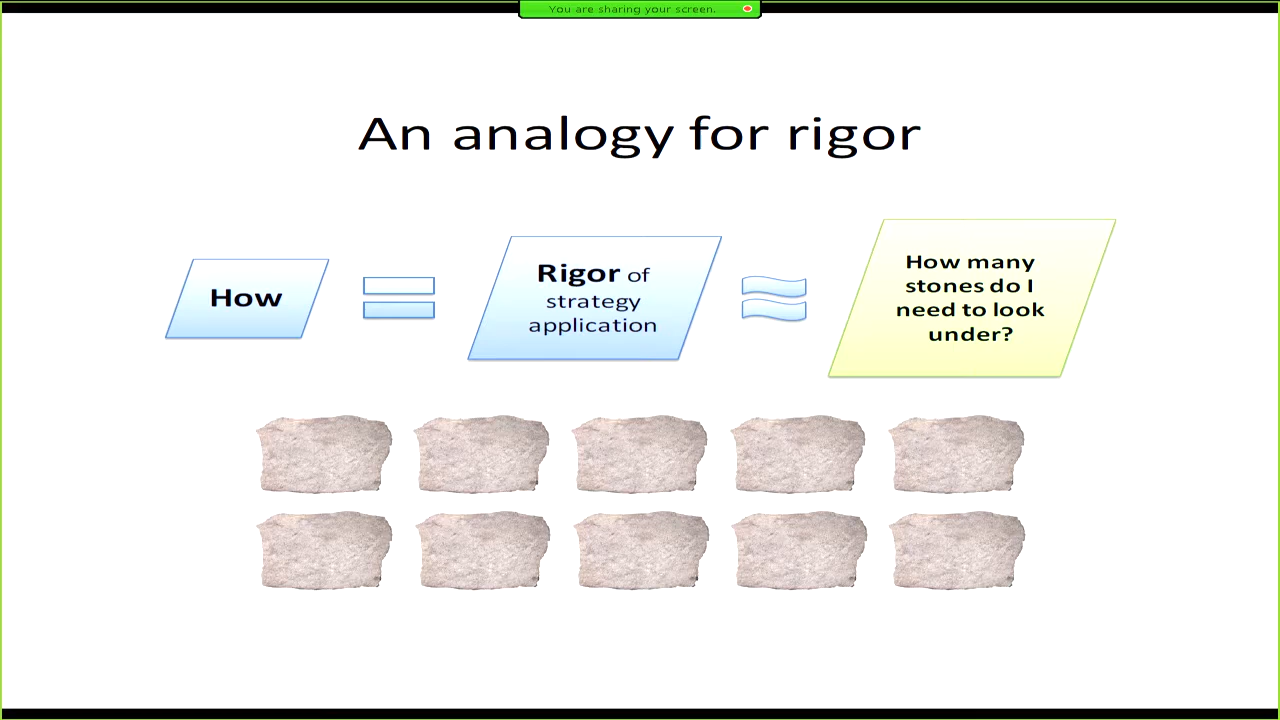 You are sharing your screen.
An analogy for rigor
How
Rigor of
strategy
application
How many
stones do I
need to look
under?